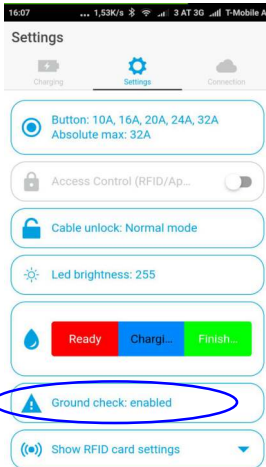 16:07 ... 1,53K/s 3 AT 3G T-Mobile A
Settings
Charging Settings Connection
Button: 10A, 16A, 20A, 24A, 32A
Absolute max: 32A
Access Control (RFID/Ap...
Cable unlock: Normal mode
Led brightness: 255
Ready Chargi... Finish...
Ground check: enabled
Show RFID card settings